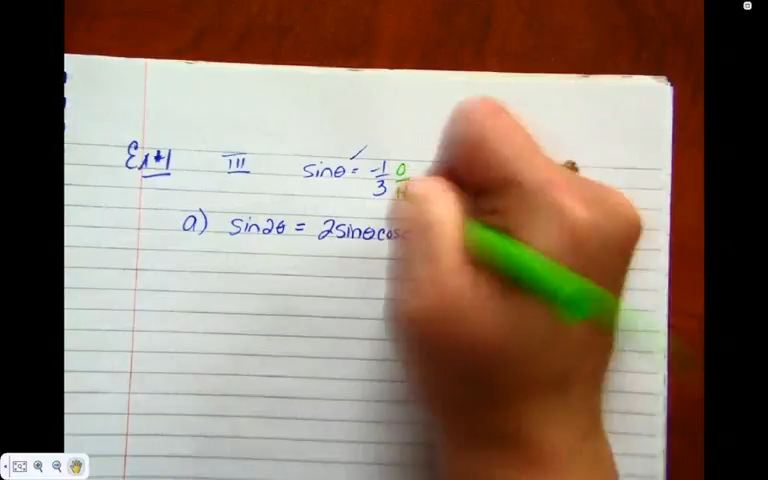 Ex#1 III sinθ = -1/3 O/H
a) sin2θ = 2sinθcos